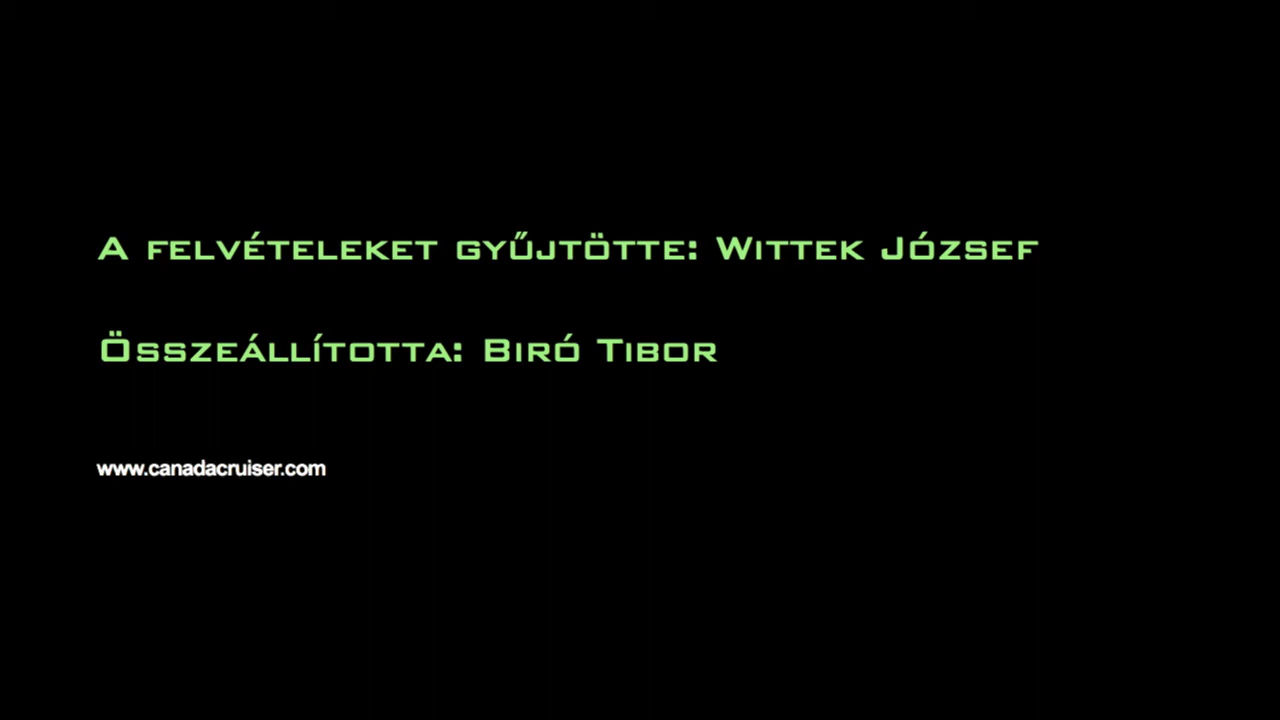 A felvételeket gyűjtötte: Wittek József
Összeállította: Biró Tibor
www.canadacruiser.com